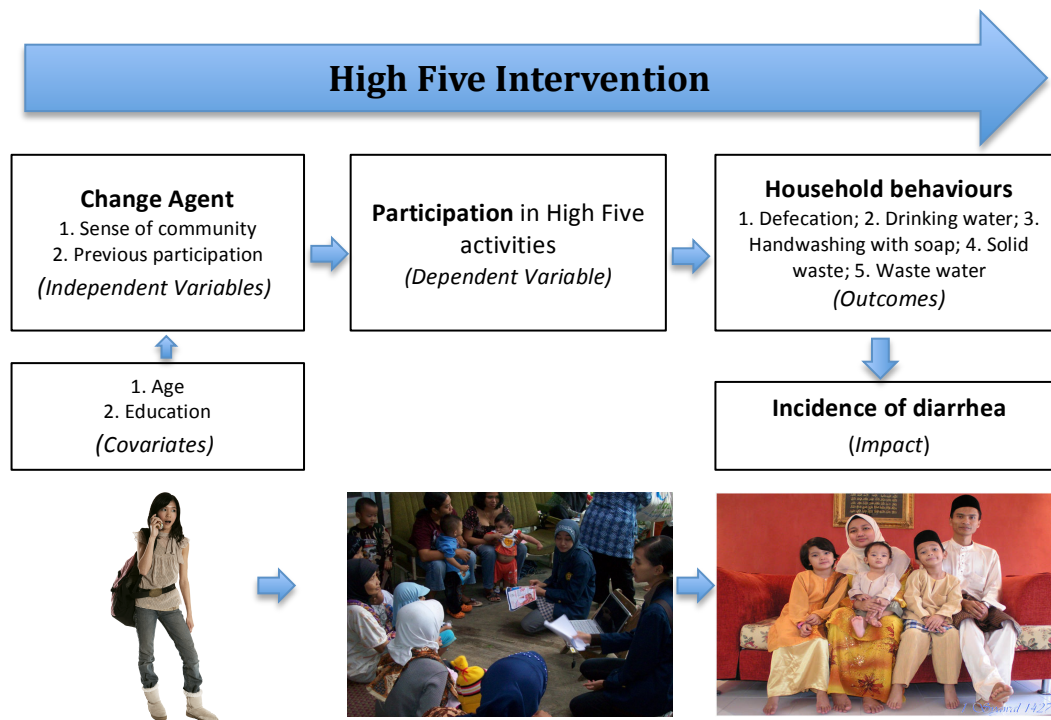 High Five Intervention
Change Agent
1. Sense of community
2. Previous participation
(Independent Variables)
Participation in High Five
activities
(Dependent Variable)
Household behaviours
1. Defecation; 2. Drinking water; 3.
Handwashing with soap; 4. Solid
waste; 5. Waste water
(Outcomes)
1. Age
2. Education
(Covariates)
Incidence of diarrhea
(Impact)
1427